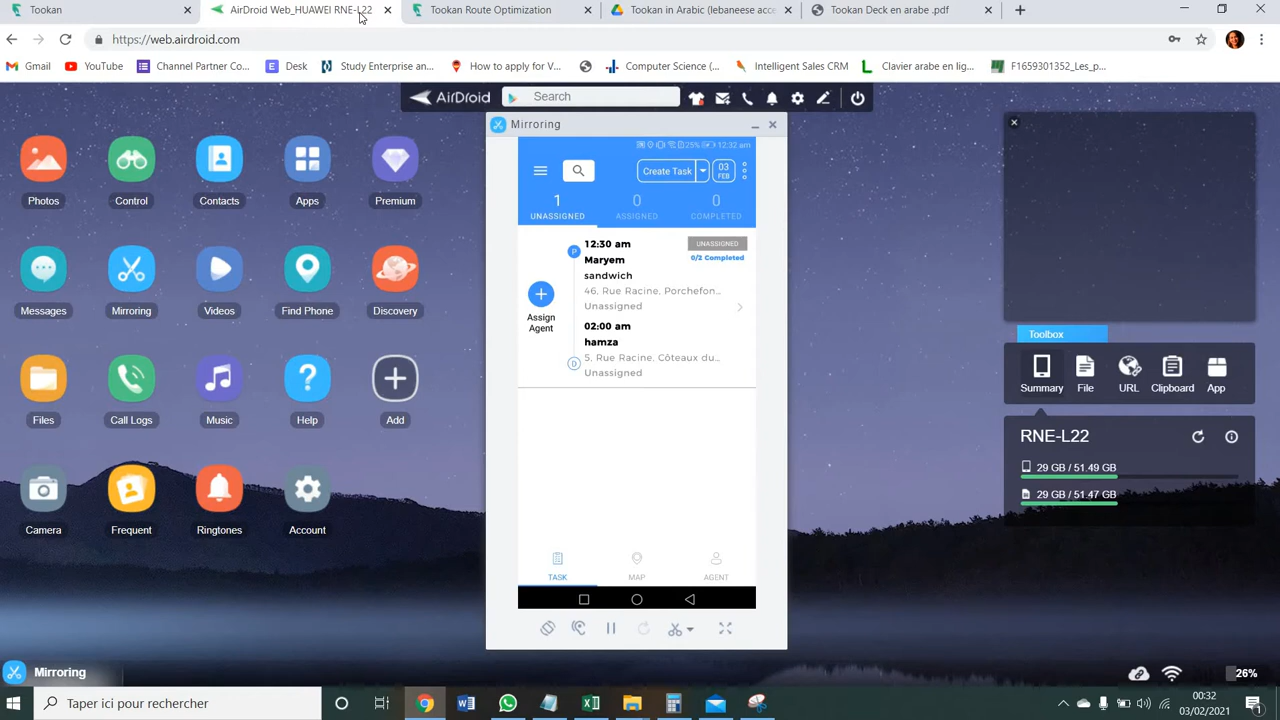 Tookan
AirDroid Web_HUAWEI RNE-L22
Tookan Route Optimization
Tookan in Arabic (lebaneese acce
Tookan Deck en arabe .pdf
https://web.airdroid.com
Gmail
YouTube
Channel Partner Co...
Desk
Study Enterprise an...
How to apply for V...
Computer Science (...
Intelligent Sales CRM
Clavier arabe en lig...
F1659301352_Les_p...
AirDroid
Search
Mirroring
25%
12:32 am
Create Task
03
FEB
1
UNASSIGNED
0
ASSIGNED
0
COMPLETED
P
12:30 am
UNASSIGNED
Maryem
0/2 Completed
sandwich
46, Rue Racine, Porchefon...
Unassigned
Assign
Agent
02:00 am
hamza
D
5, Rue Racine, Côteaux du...
Unassigned
TASK
MAP
AGENT
Photos
Control
Contacts
Apps
Premium
Messages
Mirroring
Videos
Find Phone
Discovery
Files
Call Logs
Music
Help
Add
Camera
Frequent
Ringtones
Account
Toolbox
Summary
File
URL
Clipboard
App
RNE-L22
29 GB / 51.49 GB
29 GB / 51.47 GB
Mirroring
26%
Taper ici pour rechercher
00:32
03/02/2021